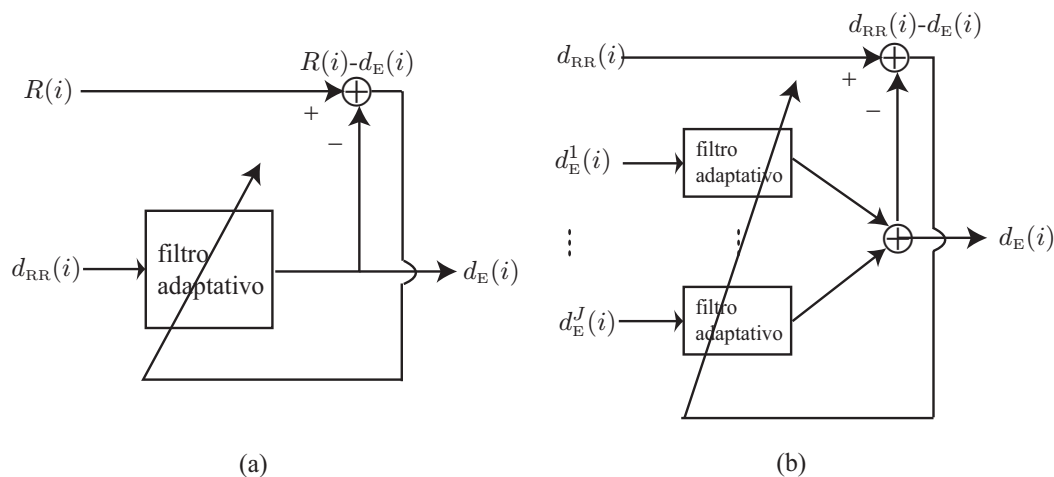 R(i)-d_E(i)
R(i)
+
−
filtro
adaptativo
d_RR(i)
d_E(i)
(a)
d_RR(i)-d_E(i)
d_RR(i)
+
−
d_E^1(i)
filtro
adaptativo
d_E(i)
d_E^J(i)
filtro
adaptativo
(b)